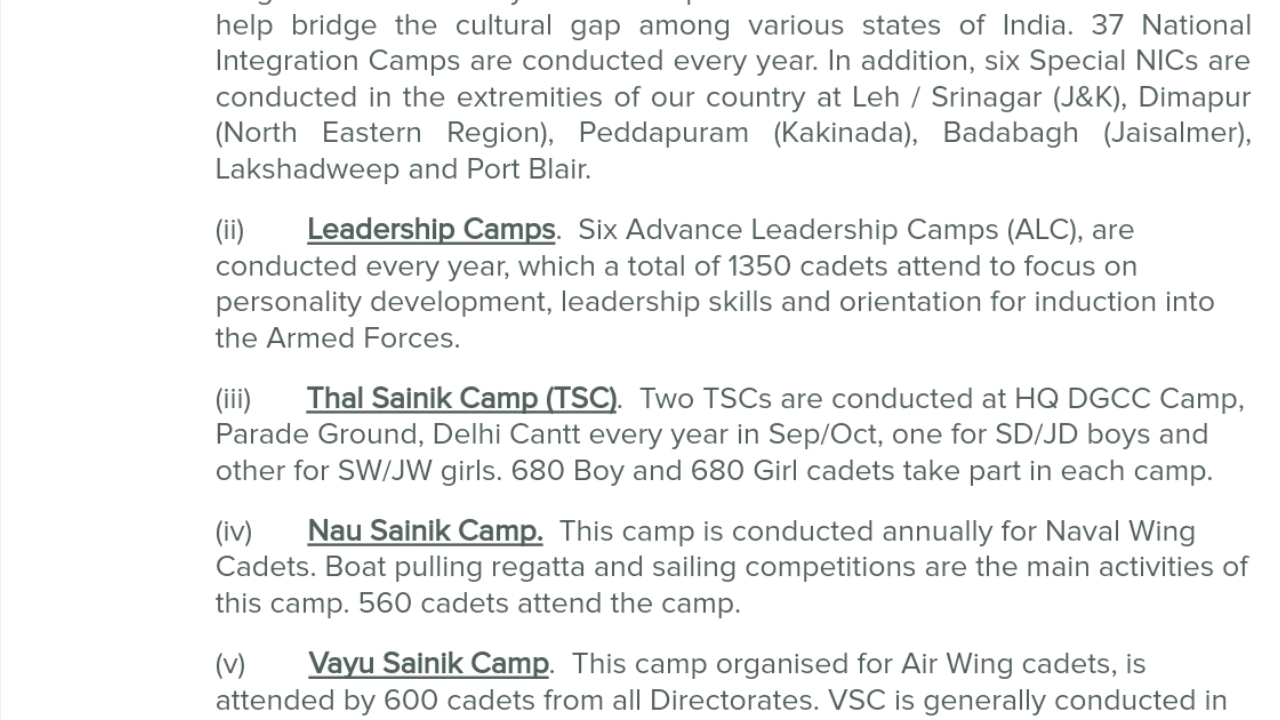 help bridge the cultural gap among various states of India. 37 National
Integration Camps are conducted every year. In addition, six Special NICs are
conducted in the extremities of our country at Leh / Srinagar (J&K), Dimapur
(North Eastern Region), Peddapuram (Kakinada), Badabagh (Jaisalmer),
Lakshadweep and Port Blair.
(ii) Leadership Camps. Six Advance Leadership Camps (ALC), are
conducted every year, which a total of 1350 cadets attend to focus on
personality development, leadership skills and orientation for induction into
the Armed Forces.
(iii) Thal Sainik Camp (TSC). Two TSCs are conducted at HQ DGCC Camp,
Parade Ground, Delhi Cantt every year in Sep/Oct, one for SD/JD boys and
other for SW/JW girls. 680 Boy and 680 Girl cadets take part in each camp.
(iv) Nau Sainik Camp. This camp is conducted annually for Naval Wing
Cadets. Boat pulling regatta and sailing competitions are the main activities of
this camp. 560 cadets attend the camp.
(v) Vayu Sainik Camp. This camp organised for Air Wing cadets, is
attended by 600 cadets from all Directorates. VSC is generally conducted in